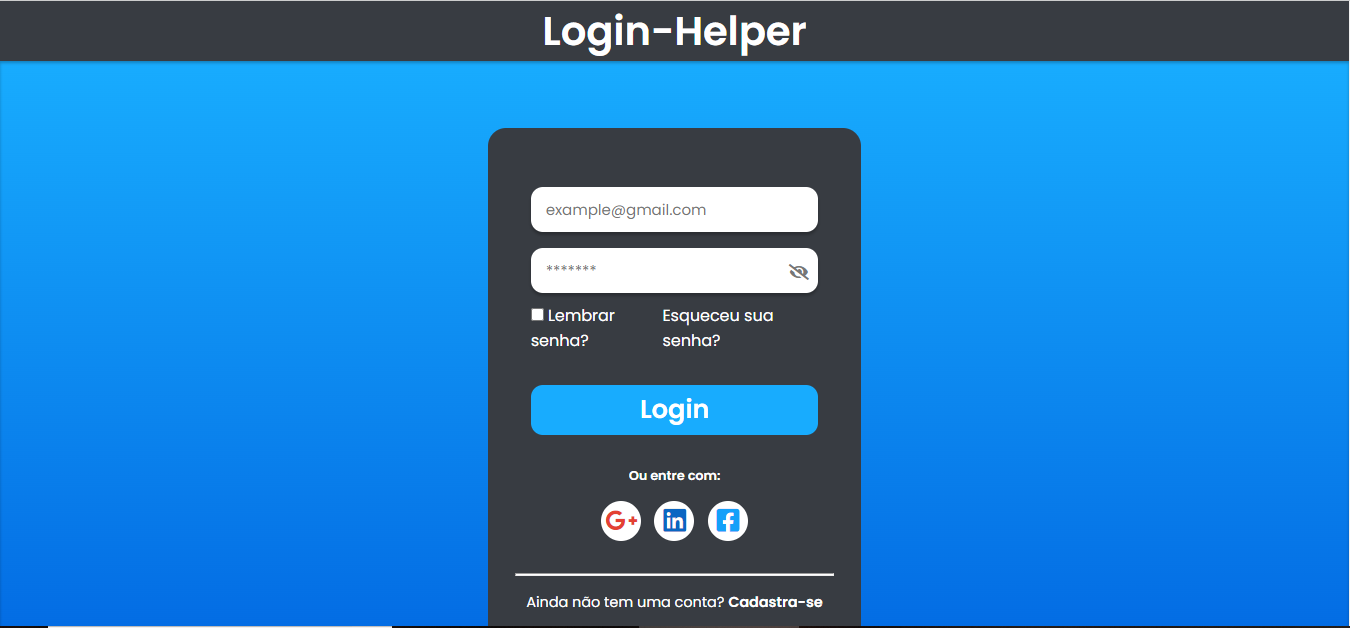 Login-Helper
example@gmail.com
*******
Lembrar
senha?
Esqueceu sua
senha?
Login
Ou entre com:
G+
in
f
Ainda não tem uma conta? Cadastra-se